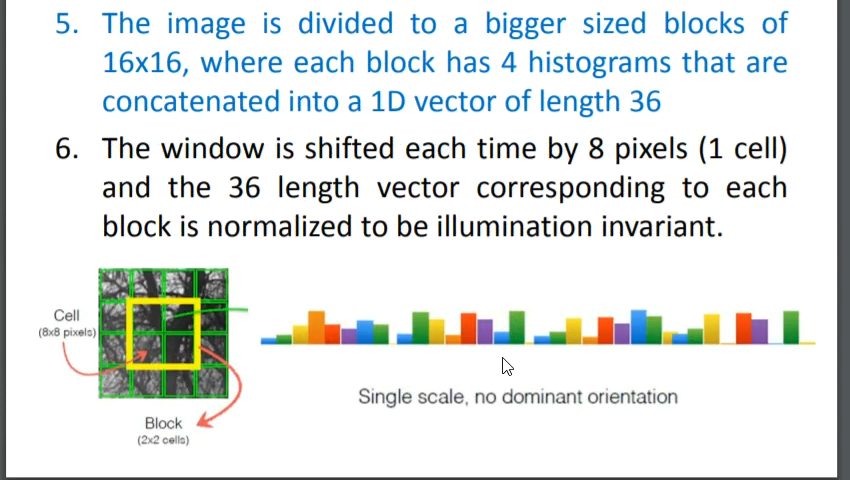 5. The image is divided to a bigger sized blocks of
16x16, where each block has 4 histograms that are
concatenated into a 1D vector of length 36
6. The window is shifted each time by 8 pixels (1 cell)
and the 36 length vector corresponding to each
block is normalized to be illumination invariant.
Cell
(8x8 pixels)
Single scale, no dominant orientation
Block
(2x2 cells)